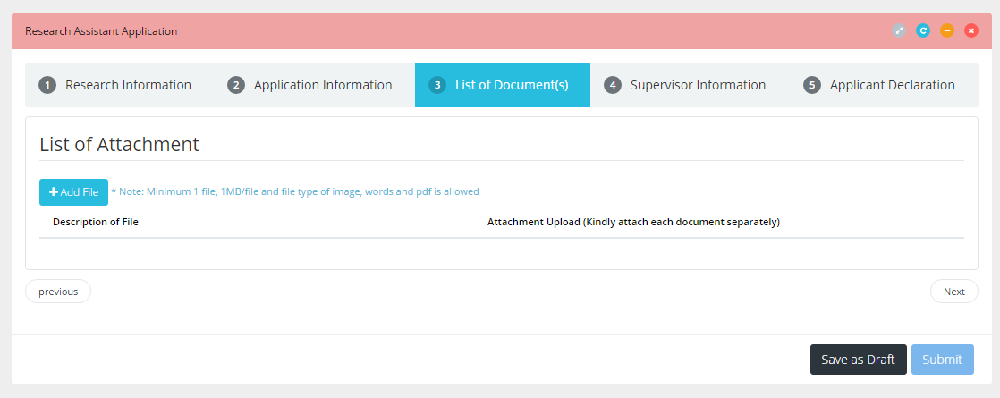 Research Assistant Application
1 Research Information 2 Application Information 3 List of Document(s) 4 Supervisor Information 5 Applicant Declaration
List of Attachment
+ Add File * Note: Minimum 1 file, 1MB/file and file type of image, words and pdf is allowed
Description of File Attachment Upload (Kindly attach each document separately)
previous Next
Save as Draft Submit